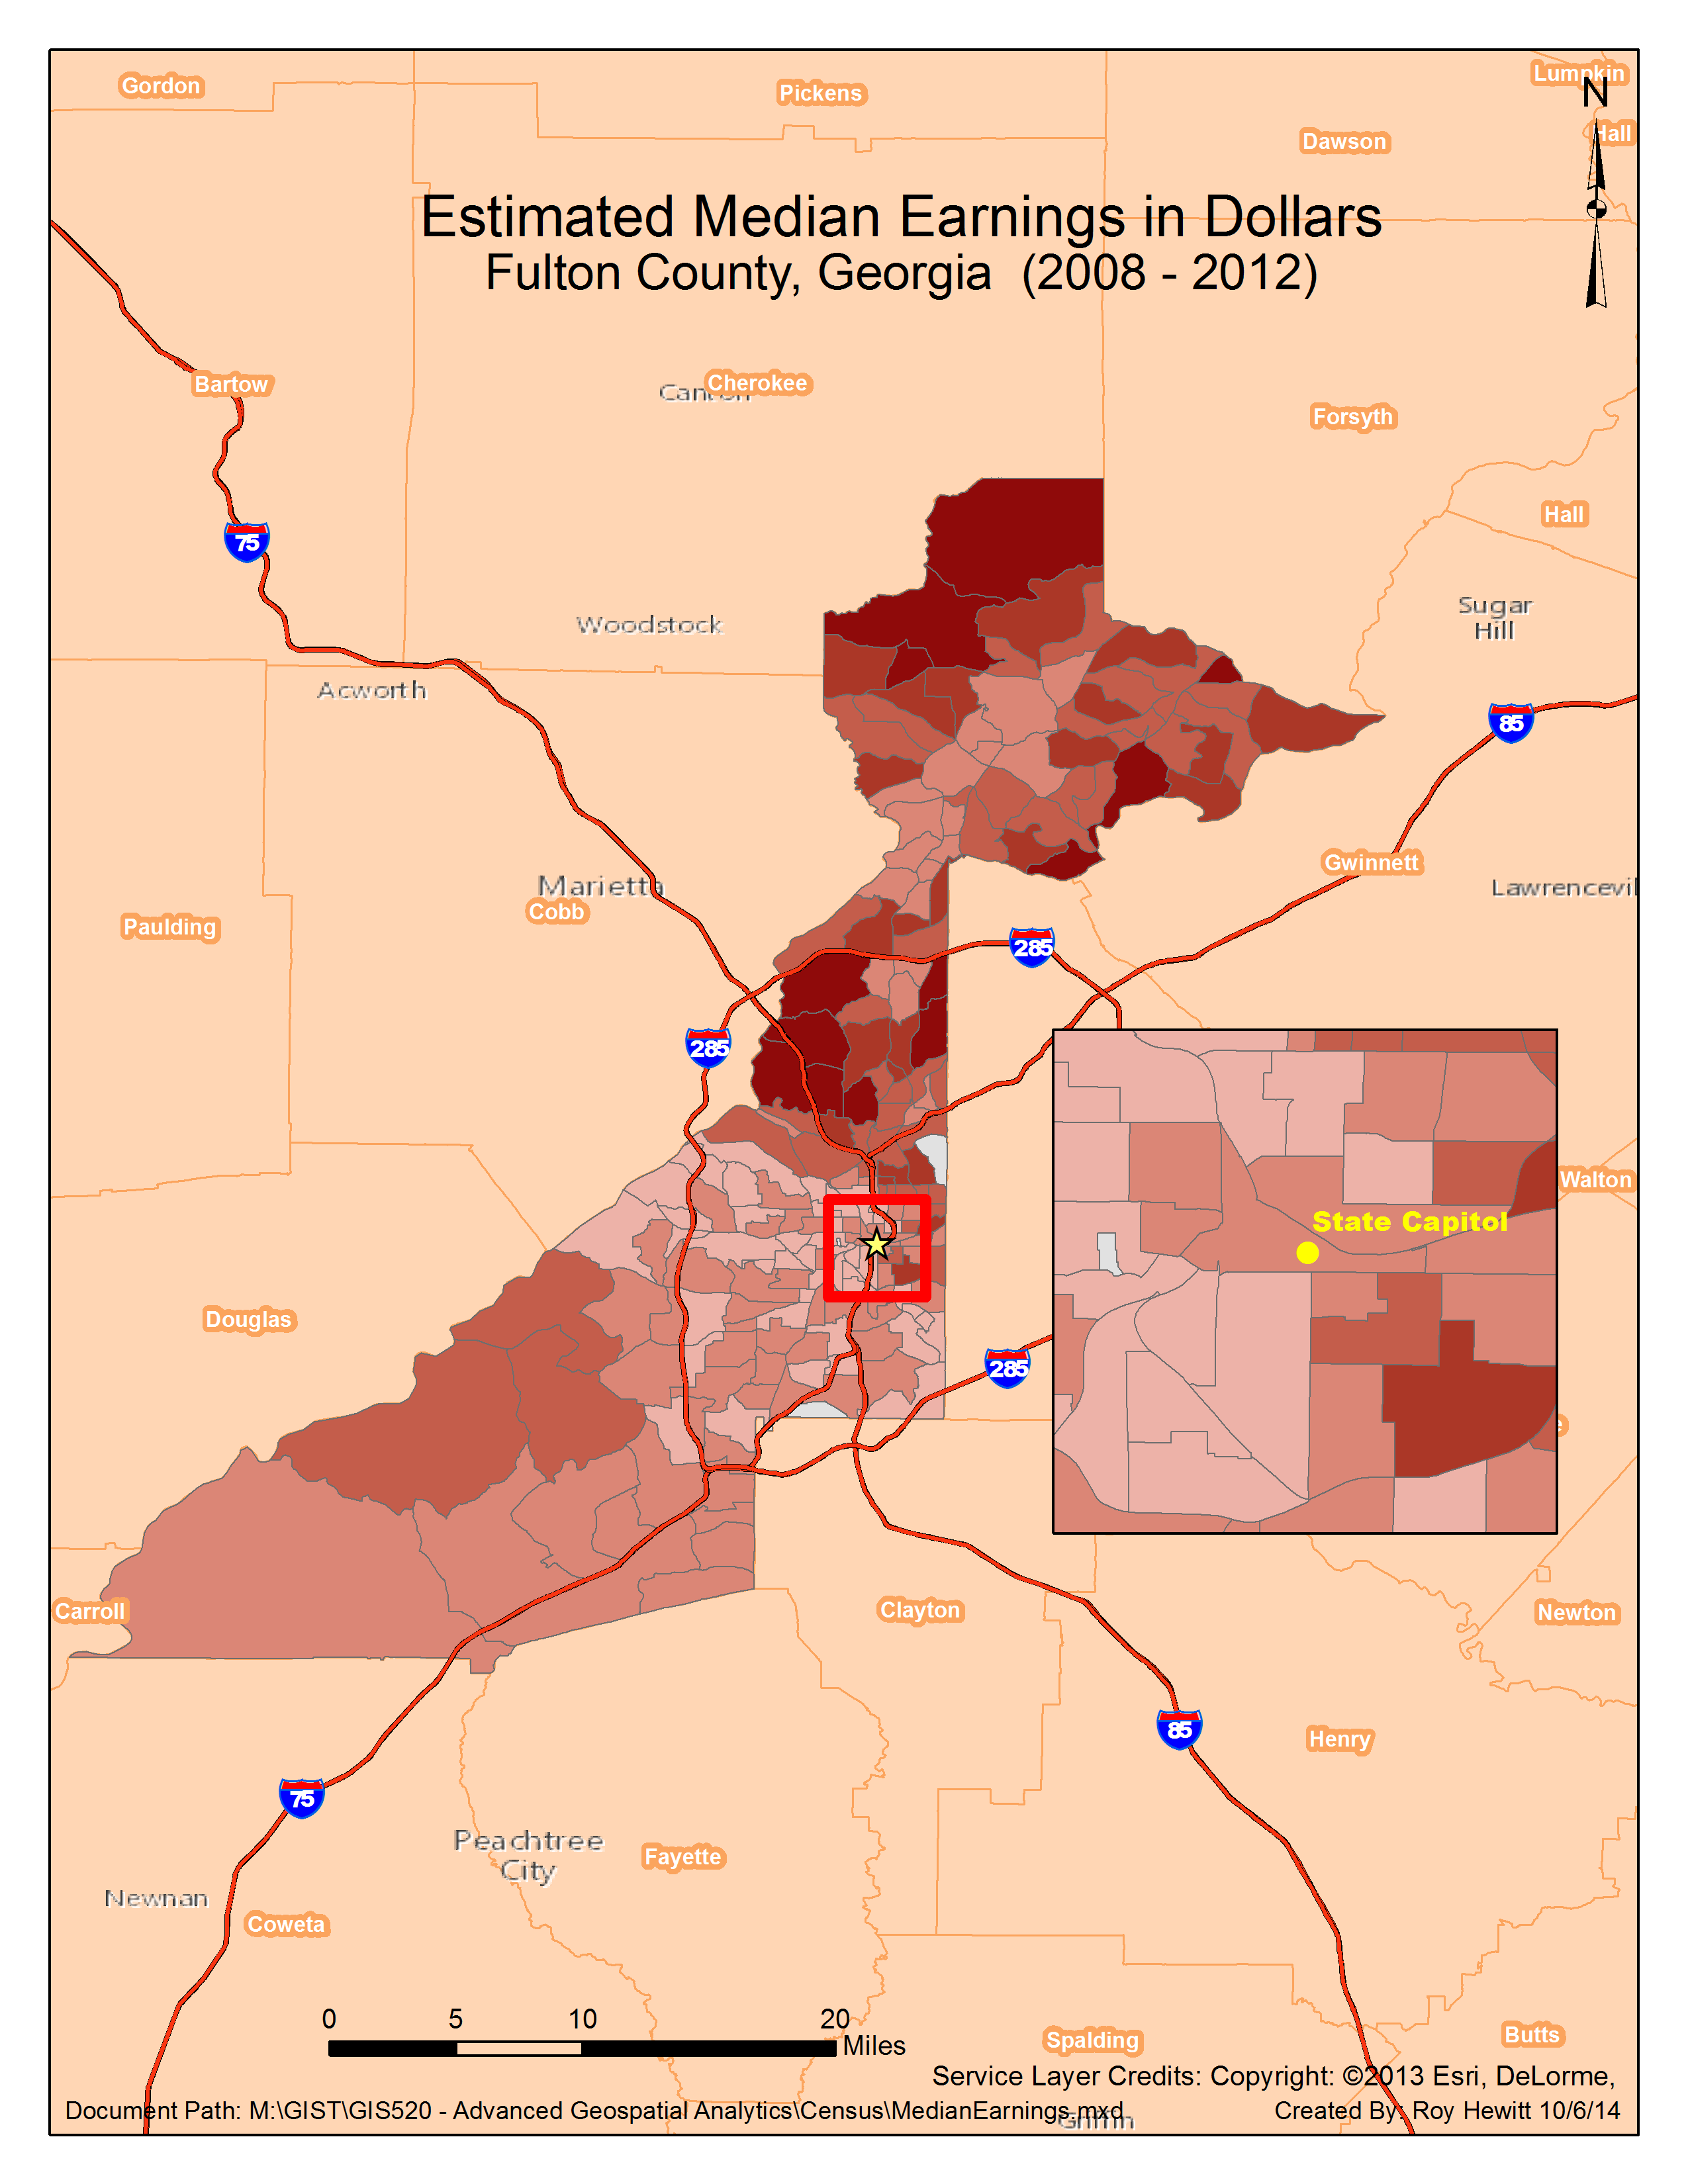 Gordon
Pickens
Lumpkin
N
Hall
Dawson
Estimated Median Earnings in Dollars
Fulton County, Georgia (2008 - 2012)
Bartow
Cherokee
Forsyth
Hall
75
Sugar
Hill
Woodstock
Acworth
85
Gwinnett
Marietta
Lawrencevil
Cobb
Paulding
285
285
Walton
State Capitol
Douglas
285
e
Carroll
Clayton
Newton
85
Henry
75
Peachtree
City
Fayette
Newnan
Coweta
0 5 10 20
Miles
Butts
Spalding
Service Layer Credits: Copyright: ©2013 Esri, DeLorme,
Document Path: M:\GIST\GIS520 - Advanced Geospatial Analytics\Census\MedianEarnings.mxd
Created By: Roy Hewitt 10/6/14